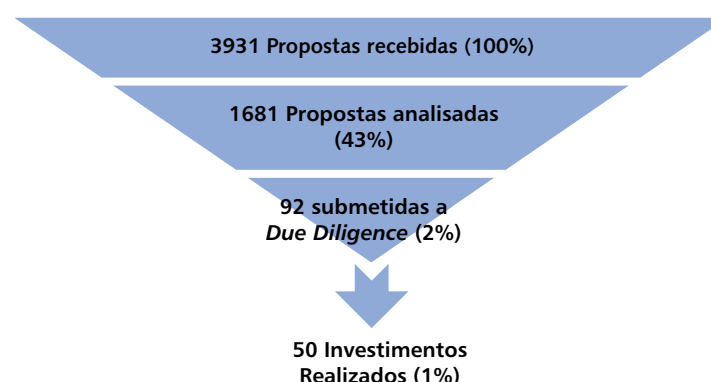 3931 Propostas recebidas (100%)
1681 Propostas analisadas
(43%)
92 submetidas a
Due Diligence (2%)
50 Investimentos
Realizados (1%)